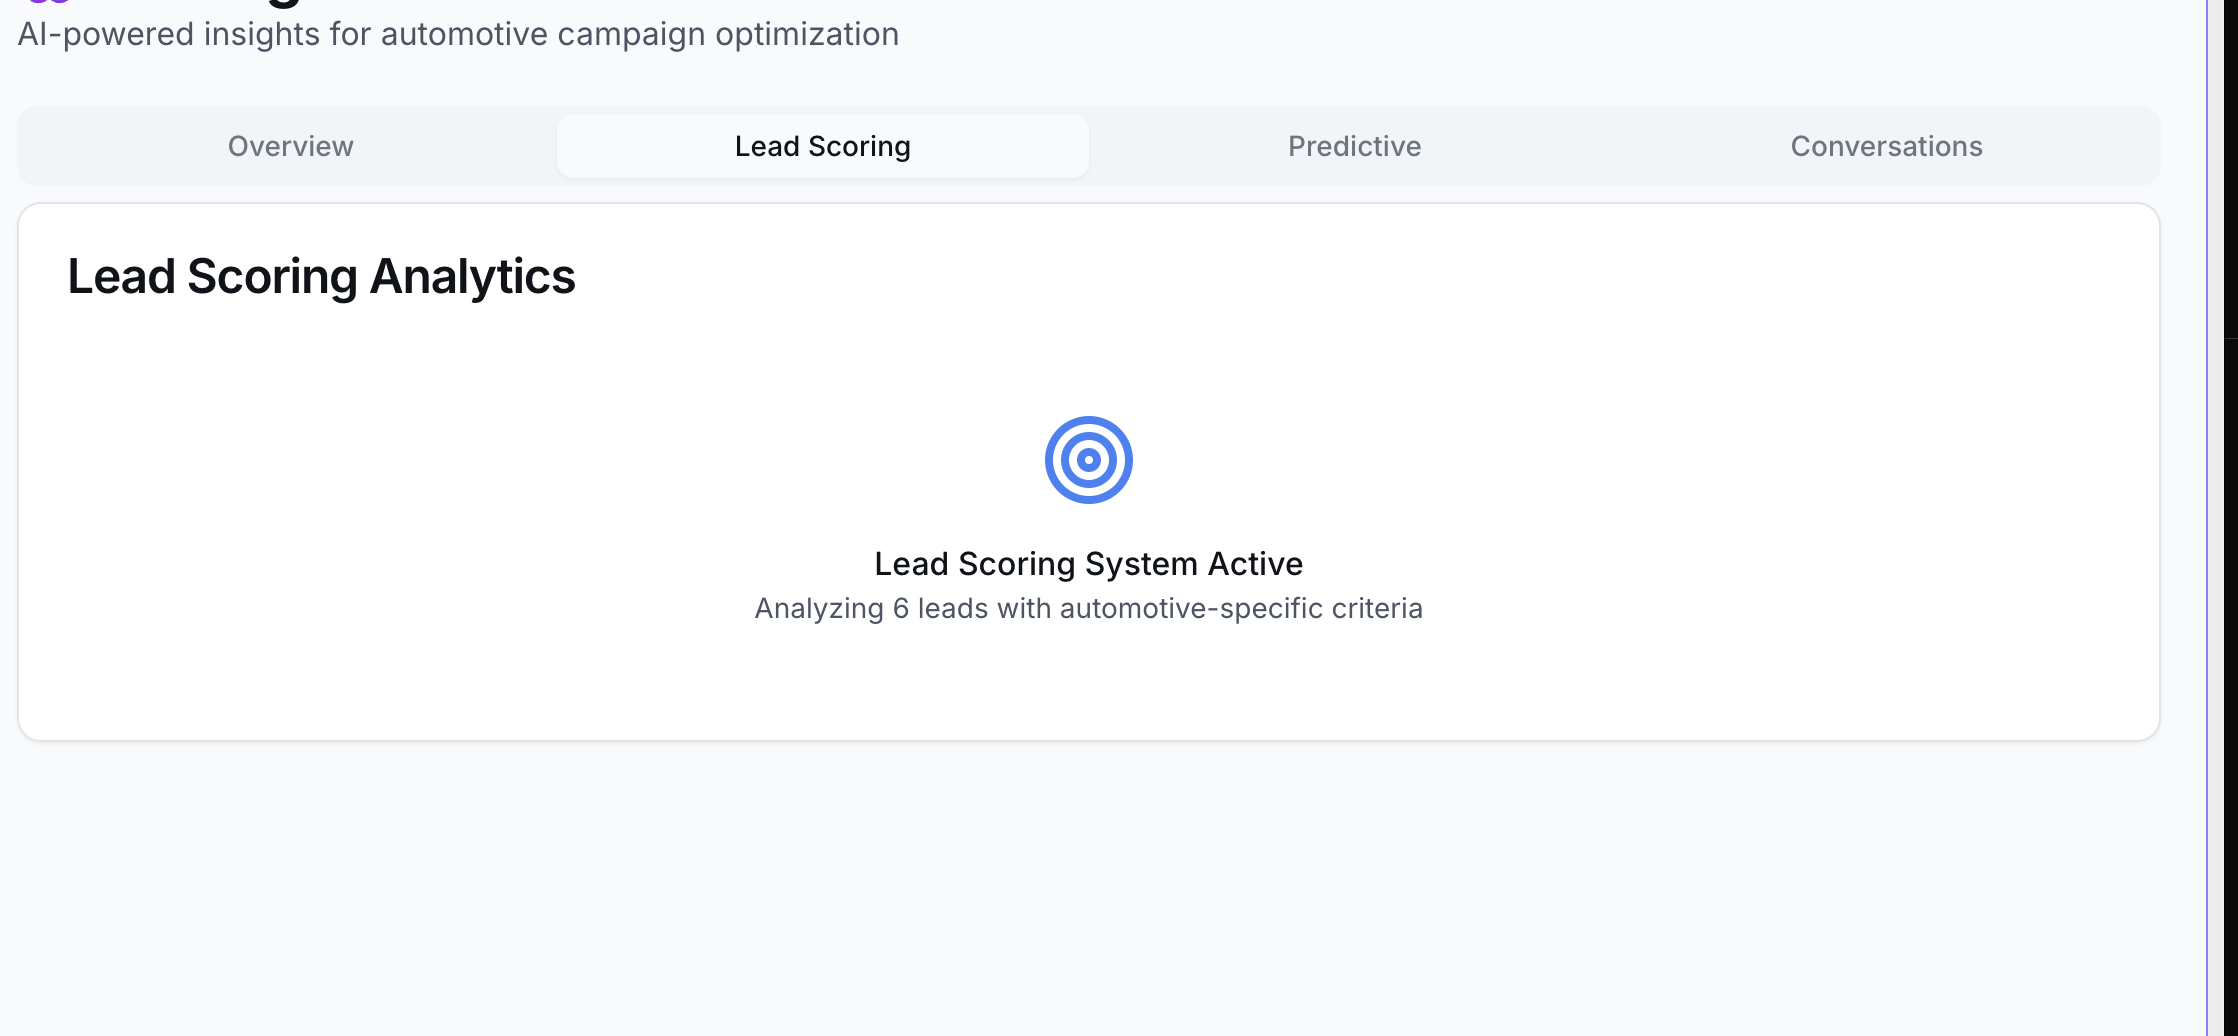 AI-powered insights for automotive campaign optimization
Overview
Lead Scoring
Predictive
Conversations
Lead Scoring Analytics
Lead Scoring System Active
Analyzing 6 leads with automotive-specific criteria